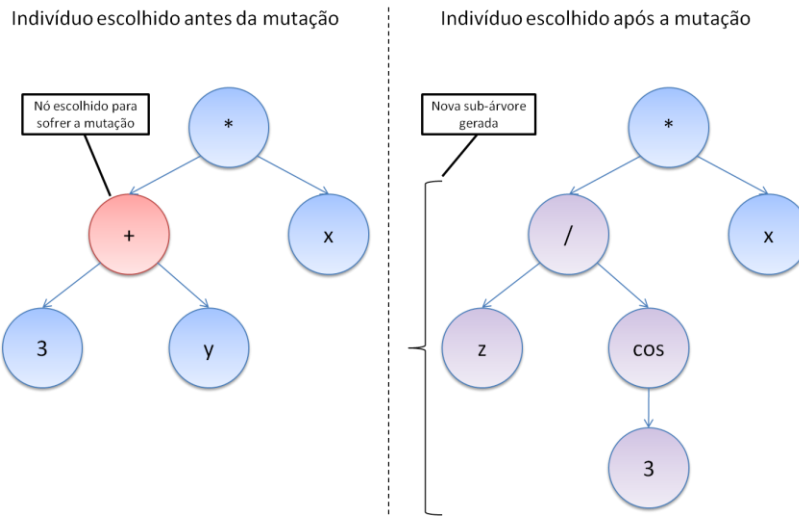 Indivíduo escolhido antes da mutação
Nó escolhido para
sofrer a mutação
*
+
x
3
y
Indivíduo escolhido após a mutação
Nova sub-árvore
gerada
*
/
x
z
cos
3